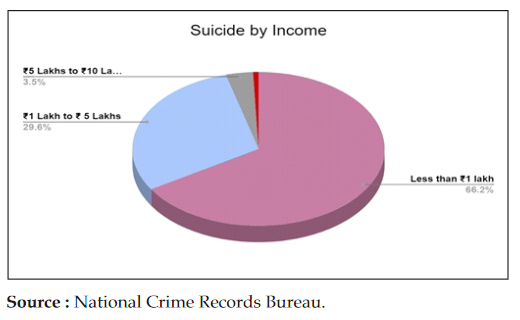 Suicide by Income
₹5 Lakhs to ₹10 La...
3.5%
₹1 Lakh to ₹ 5 Lakhs
29.6%
Less than ₹1 lakh
66.2%
Source : National Crime Records Bureau.